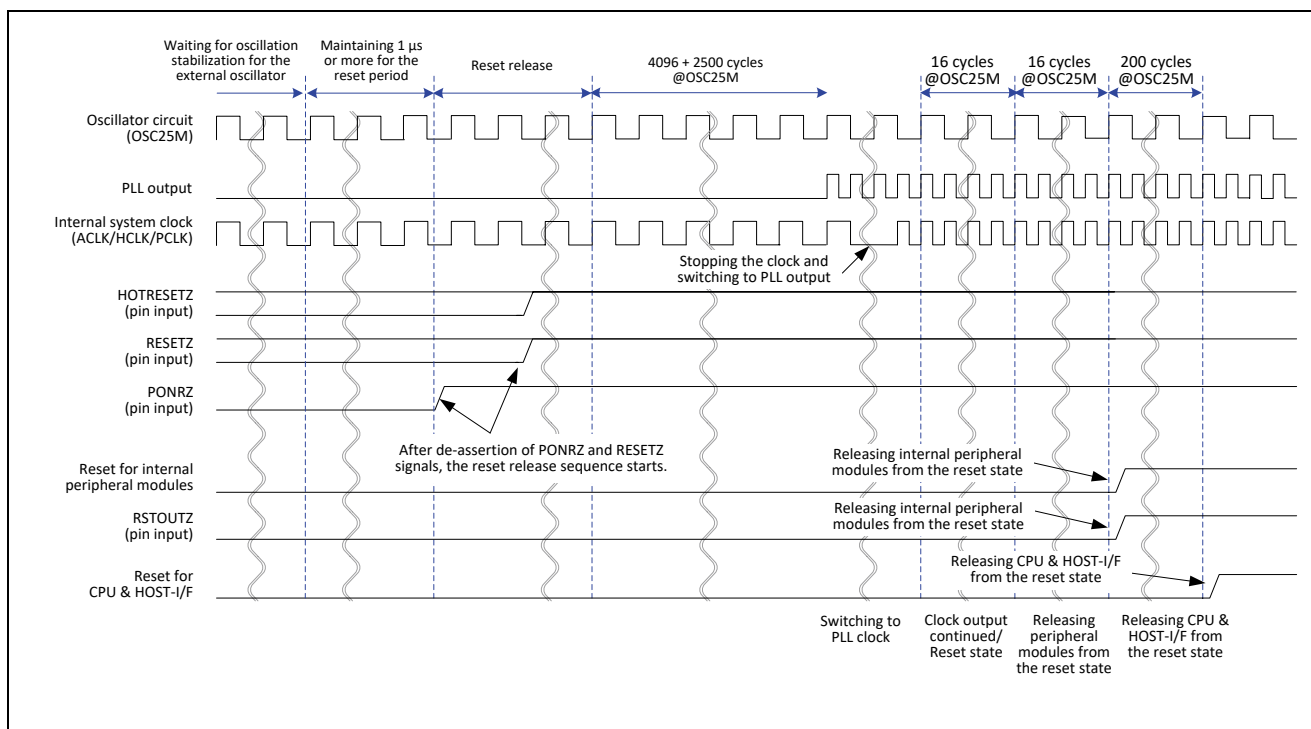 Waiting for oscillation
stabilization for the
external oscillator
Maintaining 1 µs
or more for the
reset period
Reset release
4096 + 2500 cycles
@OSC25M
16 cycles
@OSC25M
16 cycles
@OSC25M
200 cycles
@OSC25M
Oscillator circuit
(OSC25M)
PLL output
Internal system clock
(ACLK/HCLK/PCLK)
Stopping the clock and
switching to PLL output
HOTRESETZ
(pin input)
RESETZ
(pin input)
PONRZ
(pin input)
After de-assertion of PONRZ and RESETZ
signals, the reset release sequence starts.
Reset for internal
peripheral modules
Releasing internal peripheral
modules from the reset state
RSTOUTZ
(pin input)
Releasing internal peripheral
modules from the reset state
Reset for
CPU & HOST-I/F
Releasing CPU & HOST-I/F
from the reset state
Switching to
PLL clock
Clock output
continued/
Reset state
Releasing
peripheral
modules from
the reset state
Releasing CPU &
HOST-I/F from
the reset state